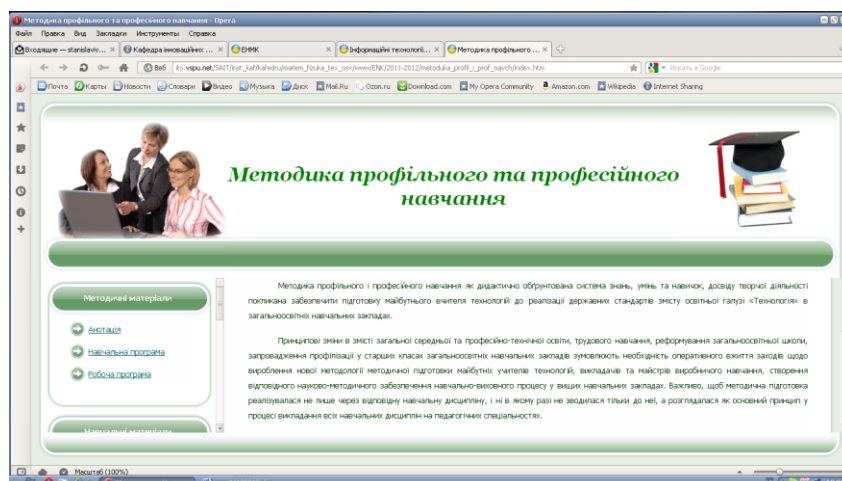 Методика профільного та професійного навчання - Opera
Файл Правка Вид Закладки Инструменты Справка
Входящие — stanislaviv... Кафедра інноваційних ... ЕНМК Інформаційні технології... Методика профільного ...
Веб ito.vspu.net/SAIT/inst_kaf/kafedru/matem_fizuka_tex_osv/www/ENK/2011-2012/metoduka_profil_i_prof_navch/index.htm Искать в Google
Почта Карты Новости Словари Видео Музыка Диск Mail.Ru Ozon.ru Download.com My Opera Community Amazon.com Wikipedia Internet Sharing
Методика профільного та професійного
навчання
Методичні матеріали
Анотація
Навчальна програма
Робоча програма
Навчальні матеріали
Методика профільного і професійного навчання як дидактично обґрунтована система знань, умінь та навичок, досвіду творчої діяльності
покликана забезпечити підготовку майбутнього вчителя технологій до реалізації державних стандартів змісту освітньої галузі «Технологія» в
загальноосвітніх навчальних закладах.
Принципові зміни в змісті загальної середньої та професійно-технічної освіти, трудового навчання, реформування загальноосвітньої школи,
запровадження профілізації у старших класах загальноосвітніх навчальних закладів зумовлюють необхідність оперативного вжиття заходів щодо
вироблення нової методології методичної підготовки майбутніх учителів технологій, викладачів та майстрів виробничого навчання, створення
відповідного науково-методичного забезпечення навчально-виховного процесу у вищих навчальних закладах. Важливо, щоб методична підготовка
реалізувалася не лише через відповідну навчальну дисципліну, і ні в якому разі не зводилася тільки до неї, а розглядалася як основний принцип у
процесі викладання всіх навчальних дисциплін на педагогічних спеціальностях.
Масштаб (100%)